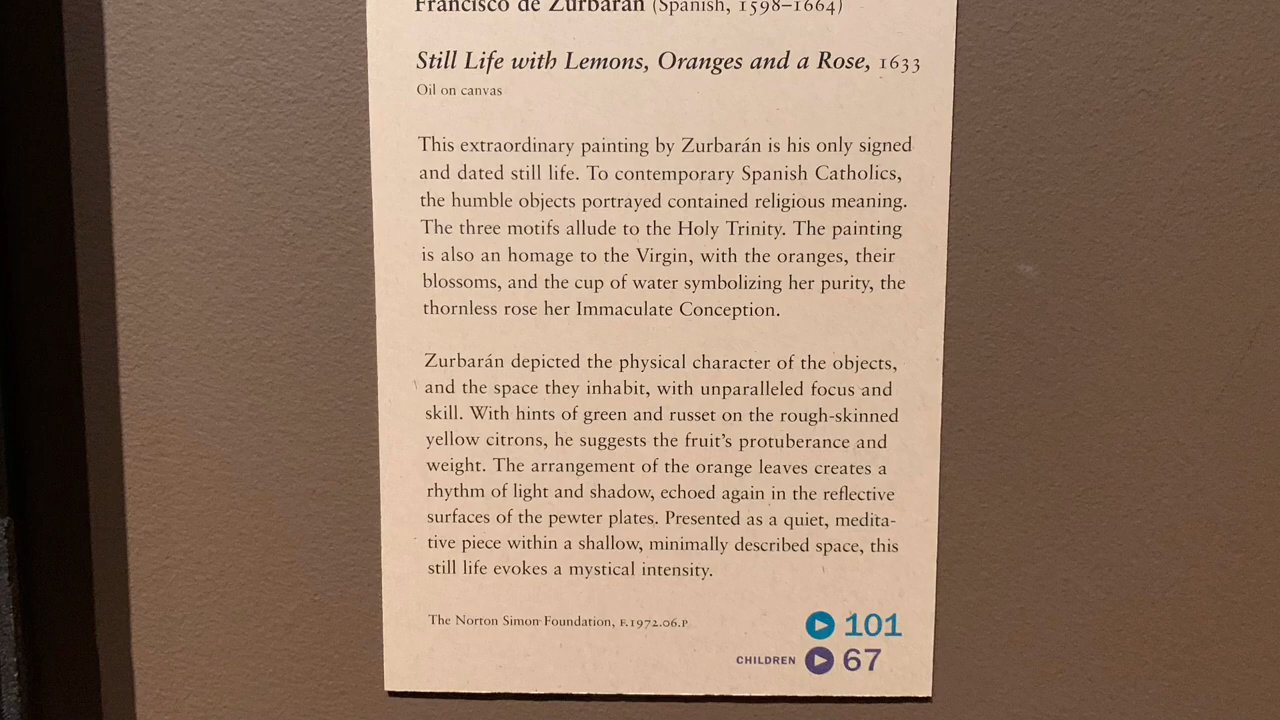 Francisco de Zurbarán (Spanish, 1598–1664)
Still Life with Lemons, Oranges and a Rose, 1633
Oil on canvas
This extraordinary painting by Zurbarán is his only signed
and dated still life. To contemporary Spanish Catholics,
the humble objects portrayed contained religious meaning.
The three motifs allude to the Holy Trinity. The painting
is also an homage to the Virgin, with the oranges, their
blossoms, and the cup of water symbolizing her purity, the
thornless rose her Immaculate Conception.
Zurbarán depicted the physical character of the objects,
and the space they inhabit, with unparalleled focus and
skill. With hints of green and russet on the rough-skinned
yellow citrons, he suggests the fruit's protuberance and
weight. The arrangement of the orange leaves creates a
rhythm of light and shadow, echoed again in the reflective
surfaces of the pewter plates. Presented as a quiet, medita-
tive piece within a shallow, minimally described space, this
still life evokes a mystical intensity.
The Norton Simon Foundation, F.1972.06.P
101
CHILDREN 67